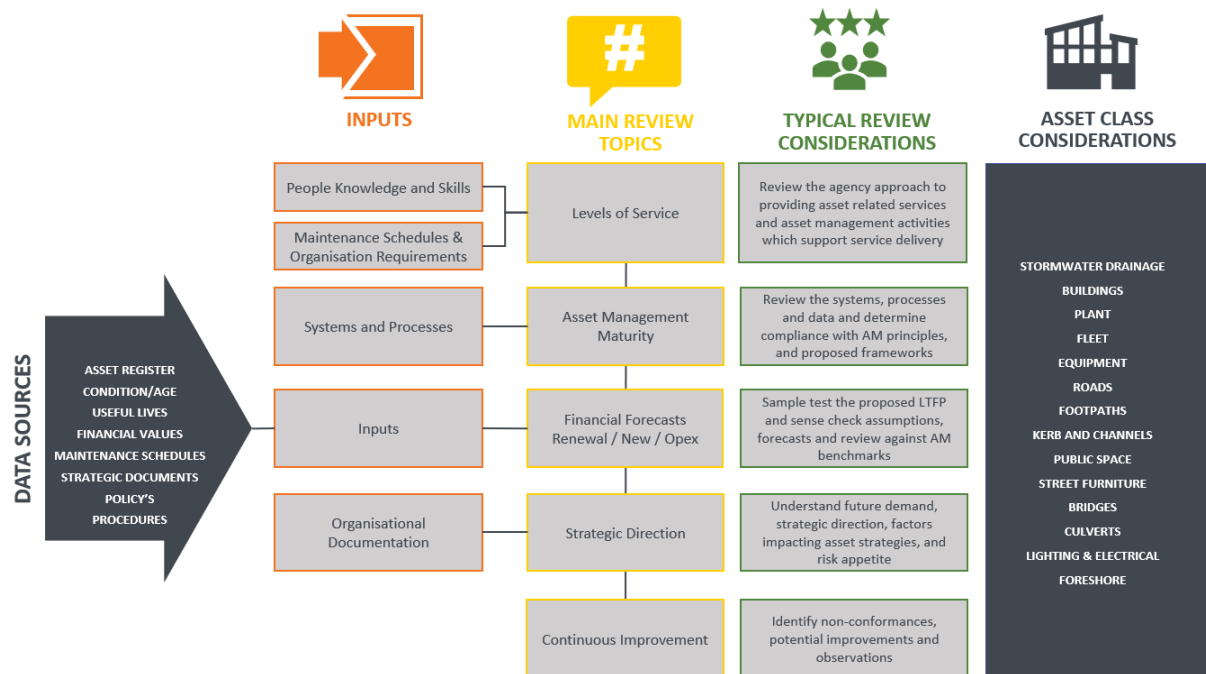 #
INPUTS
MAIN REVIEW
TOPICS
TYPICAL REVIEW
CONSIDERATIONS
ASSET CLASS
CONSIDERATIONS
DATA SOURCES
ASSET REGISTER
CONDITION/AGE
USEFUL LIVES
FINANCIAL VALUES
MAINTENANCE SCHEDULES
STRATEGIC DOCUMENTS
POLICY'S
PROCEDURES
People Knowledge and Skills
Maintenance Schedules &
Organisation Requirements
Levels of Service
Review the agency approach to
providing asset related services
and asset management activities
which support service delivery
Systems and Processes
Asset Management
Maturity
Review the systems, processes
and data and determine
compliance with AM principles,
and proposed frameworks
Inputs
Financial Forecasts
Renewal / New / Opex
Sample test the proposed LTFP
and sense check assumptions,
forecasts and review against AM
benchmarks
Organisational
Documentation
Strategic Direction
Understand future demand,
strategic direction, factors
impacting asset strategies, and
risk appetite
Continuous Improvement
Identify non-conformances,
potential improvements and
observations
STORMWATER DRAINAGE
BUILDINGS
PLANT
FLEET
EQUIPMENT
ROADS
FOOTPATHS
KERB AND CHANNELS
PUBLIC SPACE
STREET FURNITURE
BRIDGES
CULVERTS
LIGHTING & ELECTRICAL
FORESHORE